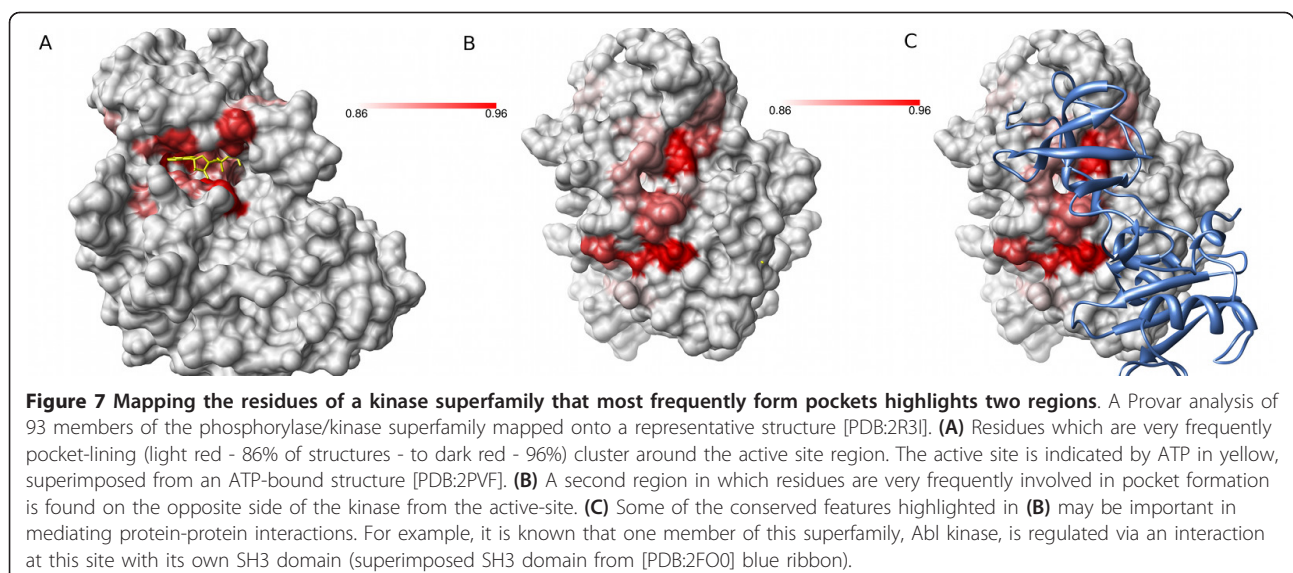 A
B
C
0.86 0.96
0.86 0.96
Figure 7 Mapping the residues of a kinase superfamily that most frequently form pockets highlights two regions. A Provar analysis of
93 members of the phosphorylase/kinase superfamily mapped onto a representative structure [PDB:2R3I]. (A) Residues which are very frequently
pocket-lining (light red - 86% of structures - to dark red - 96%) cluster around the active site region. The active site is indicated by ATP in yellow,
superimposed from an ATP-bound structure [PDB:2PVF]. (B) A second region in which residues are very frequently involved in pocket formation
is found on the opposite side of the kinase from the active-site. (C) Some of the conserved features highlighted in (B) may be important in
mediating protein-protein interactions. For example, it is known that one member of this superfamily, Abl kinase, is regulated via an interaction
at this site with its own SH3 domain (superimposed SH3 domain from [PDB:2FO0] blue ribbon).